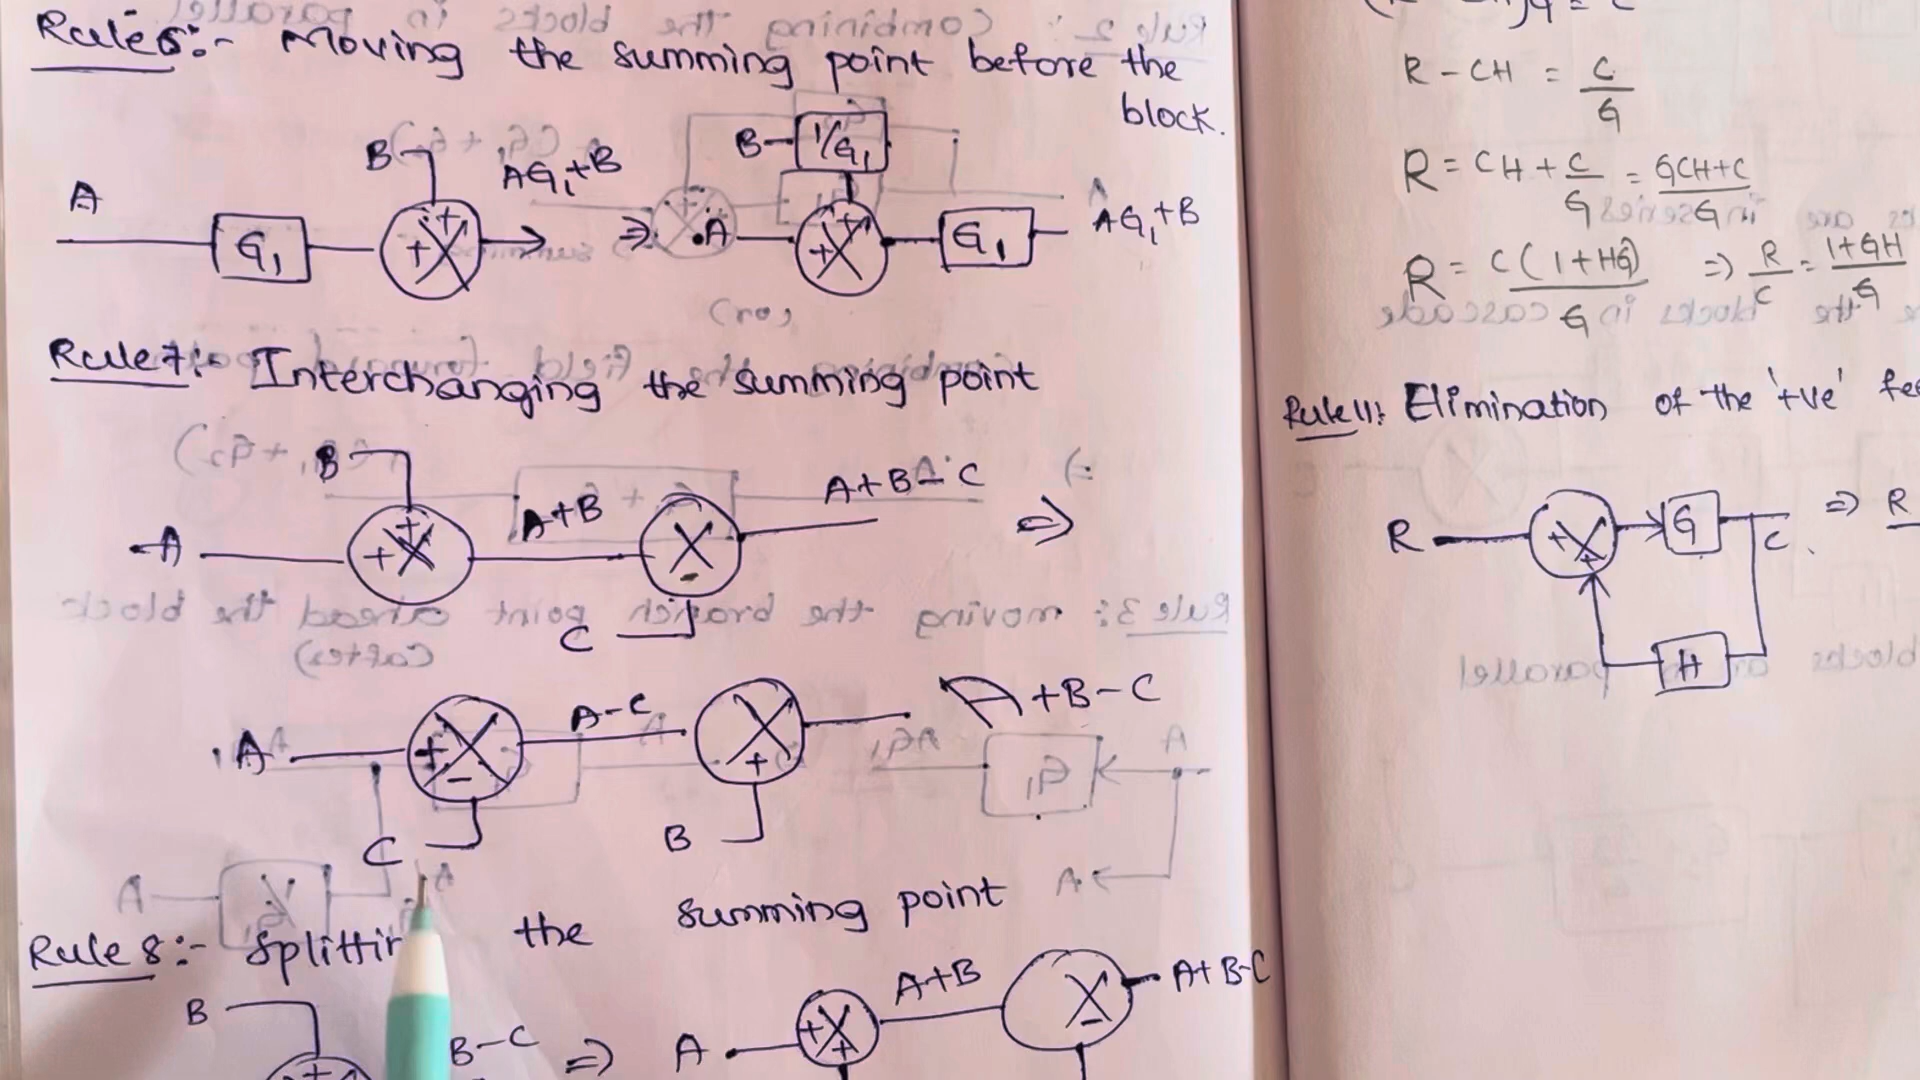 Rule 6:- Moving the summing point before the
block.
B
AG₁+B
B
1/G₁
A
G₁
+
+
A
+
+
G₁
AG₁+B
Rule 7:- Interchanging the summing point
B
A
+
+
A+B
-
A+B-C
⇒
C
A
+
-
A-C
+
A+B-C
C
B
Rule 8:- Splittin the summing point
B
+
B-C
⇒
A
+
+
A+B
-
A+B-C
R-CH = C/G
R = CH + C/G = GCH+C/G
R = C(1+HG)/G ⇒ R/C = 1+GH/G
Rule 11: Elimination of the '+ve' fee
R
+
+
G
C
⇒ R
H